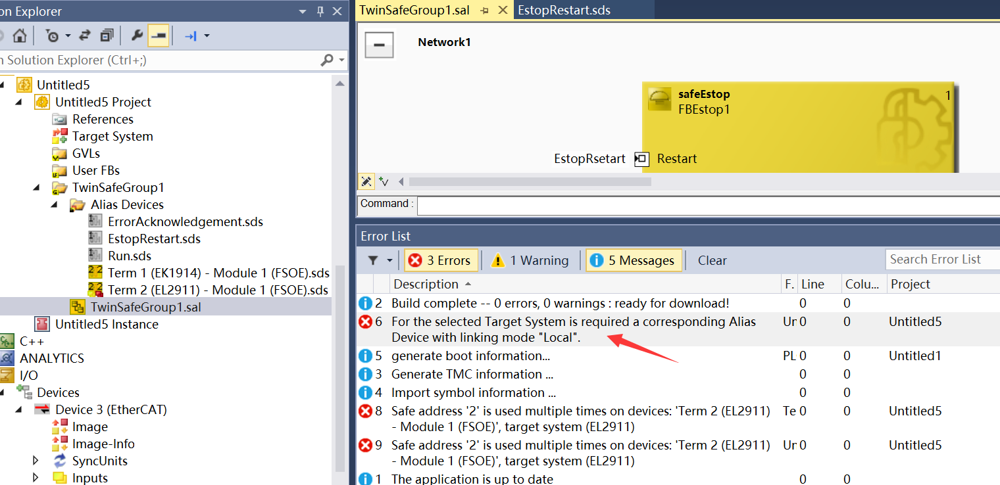 on Explorer
TwinSafeGroup1.sal
EstopRestart.sds
n Solution Explorer (Ctrl+;)
Untitled5
Untitled5 Project
References
Target System
GVLs
User FBs
TwinSafeGroup1
Alias Devices
ErrorAcknowledgement.sds
EstopRestart.sds
Run.sds
Term 1 (EK1914) - Module 1 (FSOE).sds
Term 2 (EL2911) - Module 1 (FSOE).sds
TwinSafeGroup1.sal
Untitled5 Instance
C++
ANALYTICS
I/O
Devices
Device 3 (EtherCAT)
Image
Image-Info
SyncUnits
Inputs
Network1
safeEstop 1
FBEstop1
EstopRsetart Restart
Command :
Error List
3 Errors 1 Warning 5 Messages Clear Search Error List
Description F. Line Colu... Project
2 Build complete -- 0 errors, 0 warnings : ready for download! 0 0
6 For the selected Target System is required a corresponding Alias Ur 0 0 Untitled5
Device with linking mode "Local".
5 generate boot information... PL 0 0 Untitled1
3 Generate TMC information ... 0 0
4 Import symbol information ... 0 0
8 Safe address '2' is used multiple times on devices: 'Term 2 (EL2911) Te 0 0 Untitled5
- Module 1 (FSOE)', target system (EL2911)
9 Safe address '2' is used multiple times on devices: 'Term 2 (EL2911) Ur 0 0 Untitled5
- Module 1 (FSOE)', target system (EL2911)
1 The application is up to date 0 0